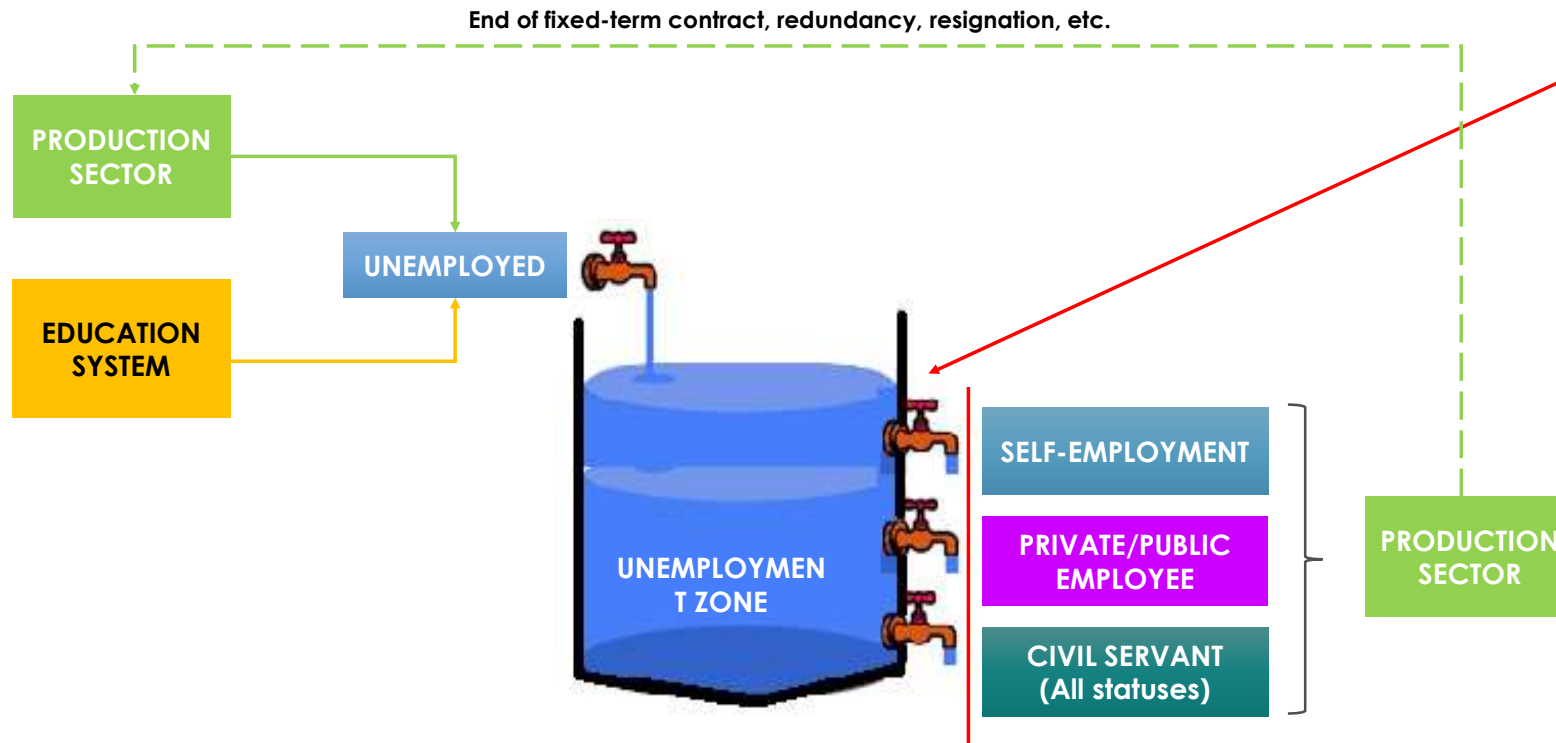 End of fixed-term contract, redundancy, resignation, etc.
PRODUCTION
SECTOR
UNEMPLOYED
EDUCATION
SYSTEM
SELF-EMPLOYMENT
PRIVATE/PUBLIC
EMPLOYEE
PRODUCTION
SECTOR
UNEMPLOYMEN
T ZONE
CIVIL SERVANT
(All statuses)